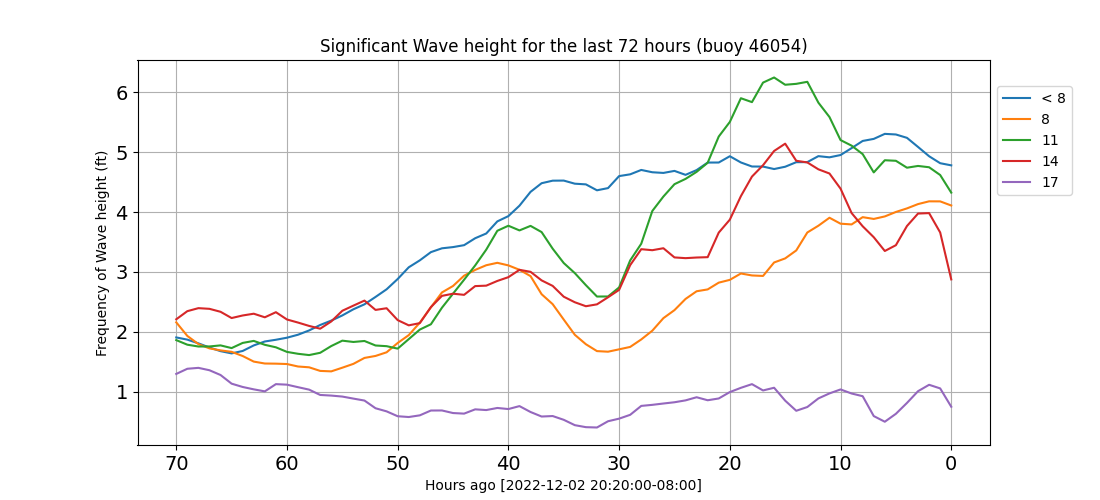 Significant Wave height for the last 72 hours (buoy 46054)
Frequency of Wave height (ft)
6
5
4
3
2
1
70 60 50 40 30 20 10 0
Hours ago [2022-12-02 20:20:00-08:00]
< 8
8
11
14
17